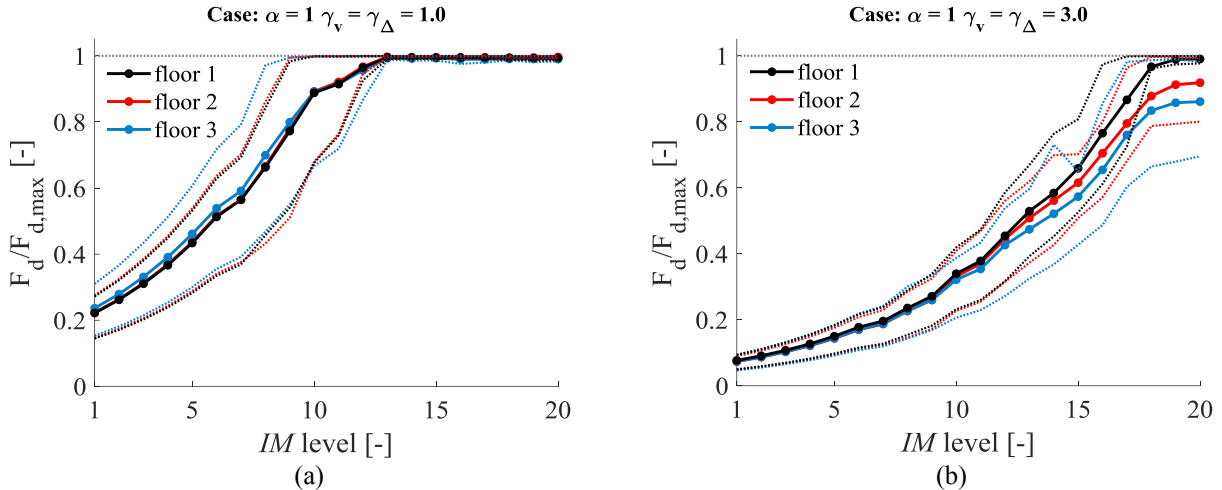 Case: α = 1 γv = γΔ = 1.0
1
0.8
0.6
0.4
0.2
0
Fd/Fd,max [-]
floor 1
floor 2
floor 3
1 5 10 15 20
IM level [-]
(a)
Case: α = 1 γv = γΔ = 3.0
1
0.8
0.6
0.4
0.2
0
Fd/Fd,max [-]
floor 1
floor 2
floor 3
1 5 10 15 20
IM level [-]
(b)